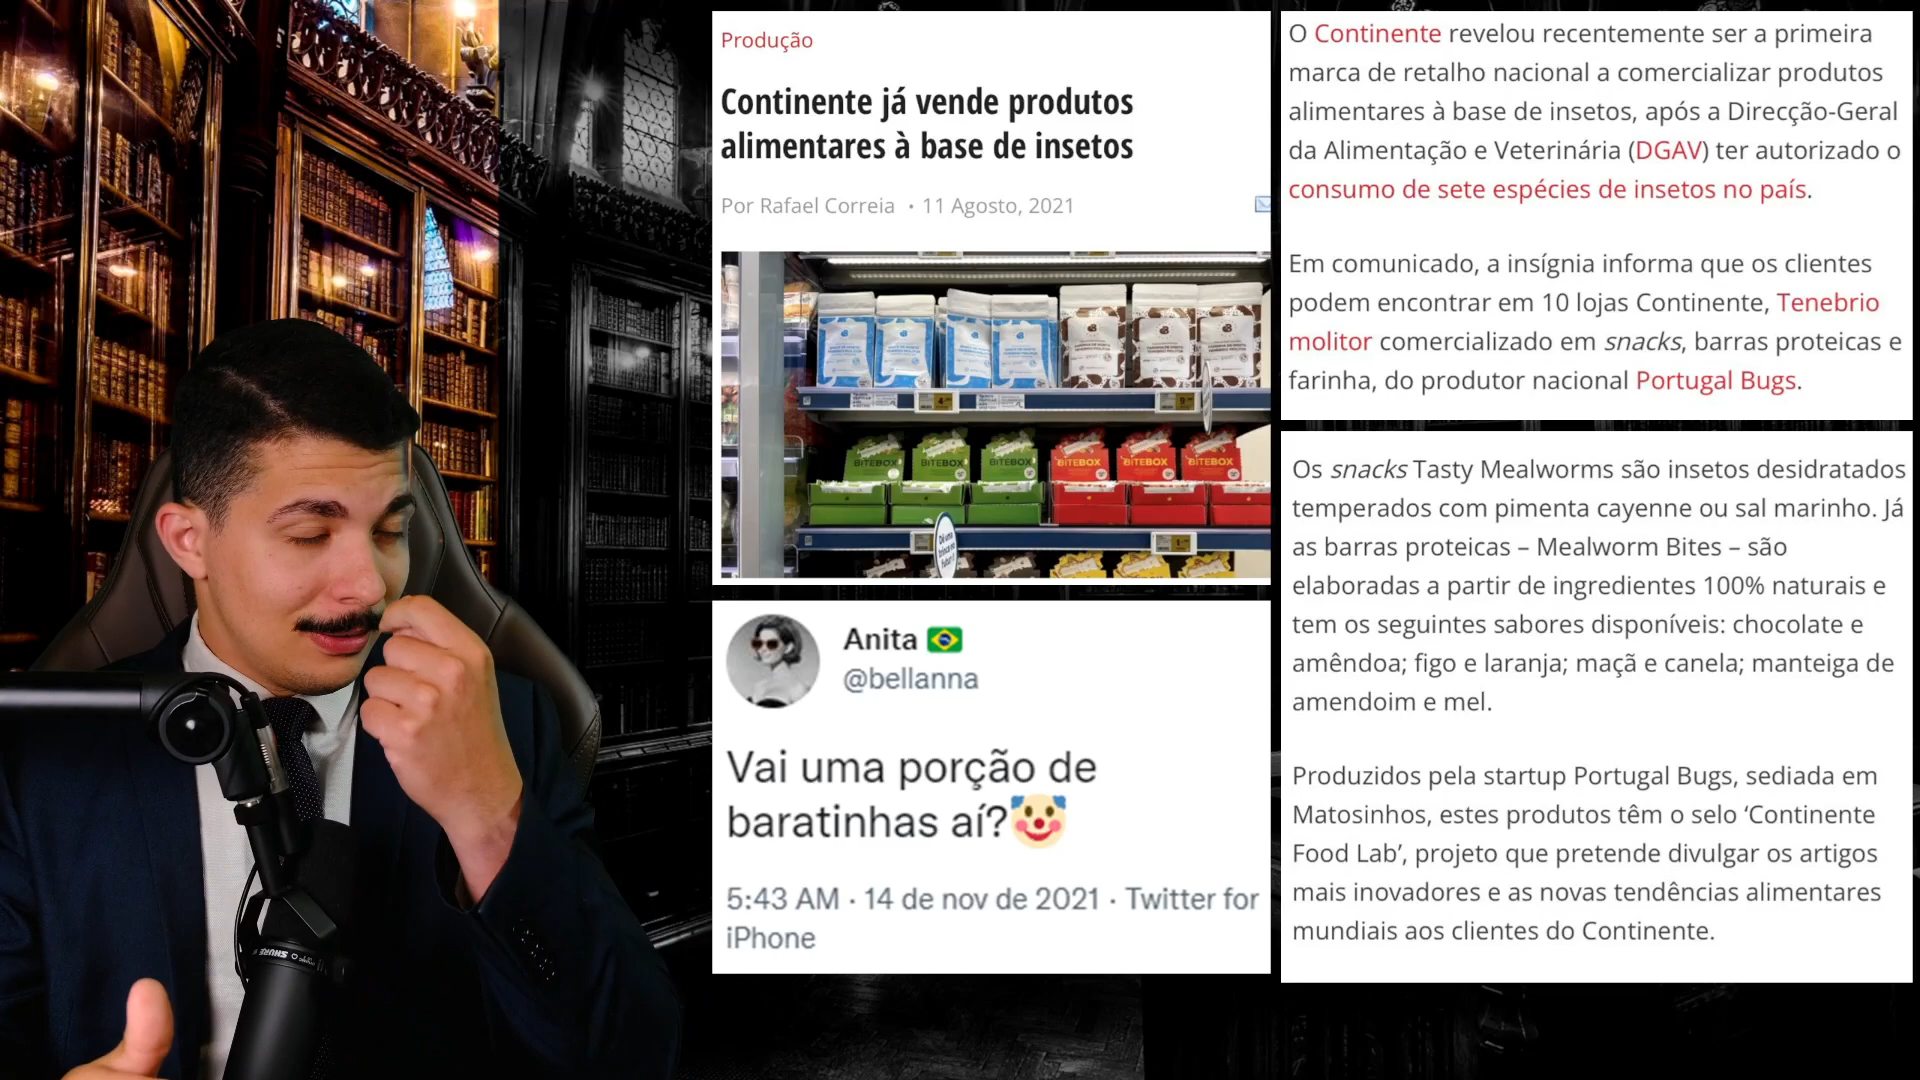 Produção
Continente já vende produtos
alimentares à base de insetos
Por Rafael Correia • 11 Agosto, 2021
BITEBOX BITEBOX BITEBOX BITEBOX BITEBOX BITEBOX
Anita 🇧🇷
@bellanna
Vai uma porção de
baratinhas aí?🤡
5:43 AM · 14 de nov de 2021 · Twitter for
iPhone
O Continente revelou recentemente ser a primeira
marca de retalho nacional a comercializar produtos
alimentares à base de insetos, após a Direcção-Geral
da Alimentação e Veterinária (DGAV) ter autorizado o
consumo de sete espécies de insetos no país.
Em comunicado, a insígnia informa que os clientes
podem encontrar em 10 lojas Continente, Tenebrio
molitor comercializado em snacks, barras proteicas e
farinha, do produtor nacional Portugal Bugs.
Os snacks Tasty Mealworms são insetos desidratados
temperados com pimenta cayenne ou sal marinho. Já
as barras proteicas – Mealworm Bites – são
elaboradas a partir de ingredientes 100% naturais e
tem os seguintes sabores disponíveis: chocolate e
amêndoa; figo e laranja; maçã e canela; manteiga de
amendoim e mel.
Produzidos pela startup Portugal Bugs, sediada em
Matosinhos, estes produtos têm o selo ‘Continente
Food Lab’, projeto que pretende divulgar os artigos
mais inovadores e as novas tendências alimentares
mundiais aos clientes do Continente.
SHURE